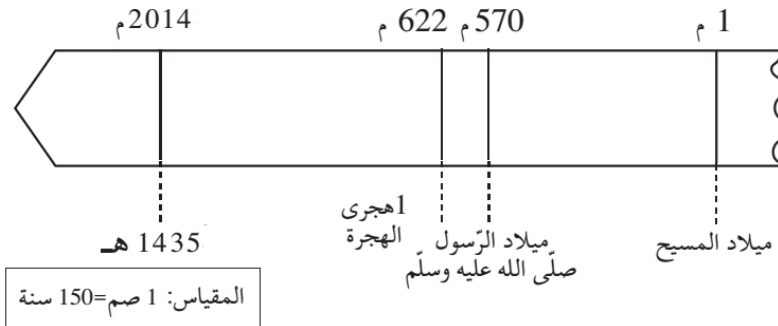 1 م
570 م
622 م
2014 م
ميلاد المسيح
ميلاد الرّسول
صلّى الله عليه وسلّم
1هجرى
الهجرة
1435 هـ
المقياس: 1 صم=150 سنة